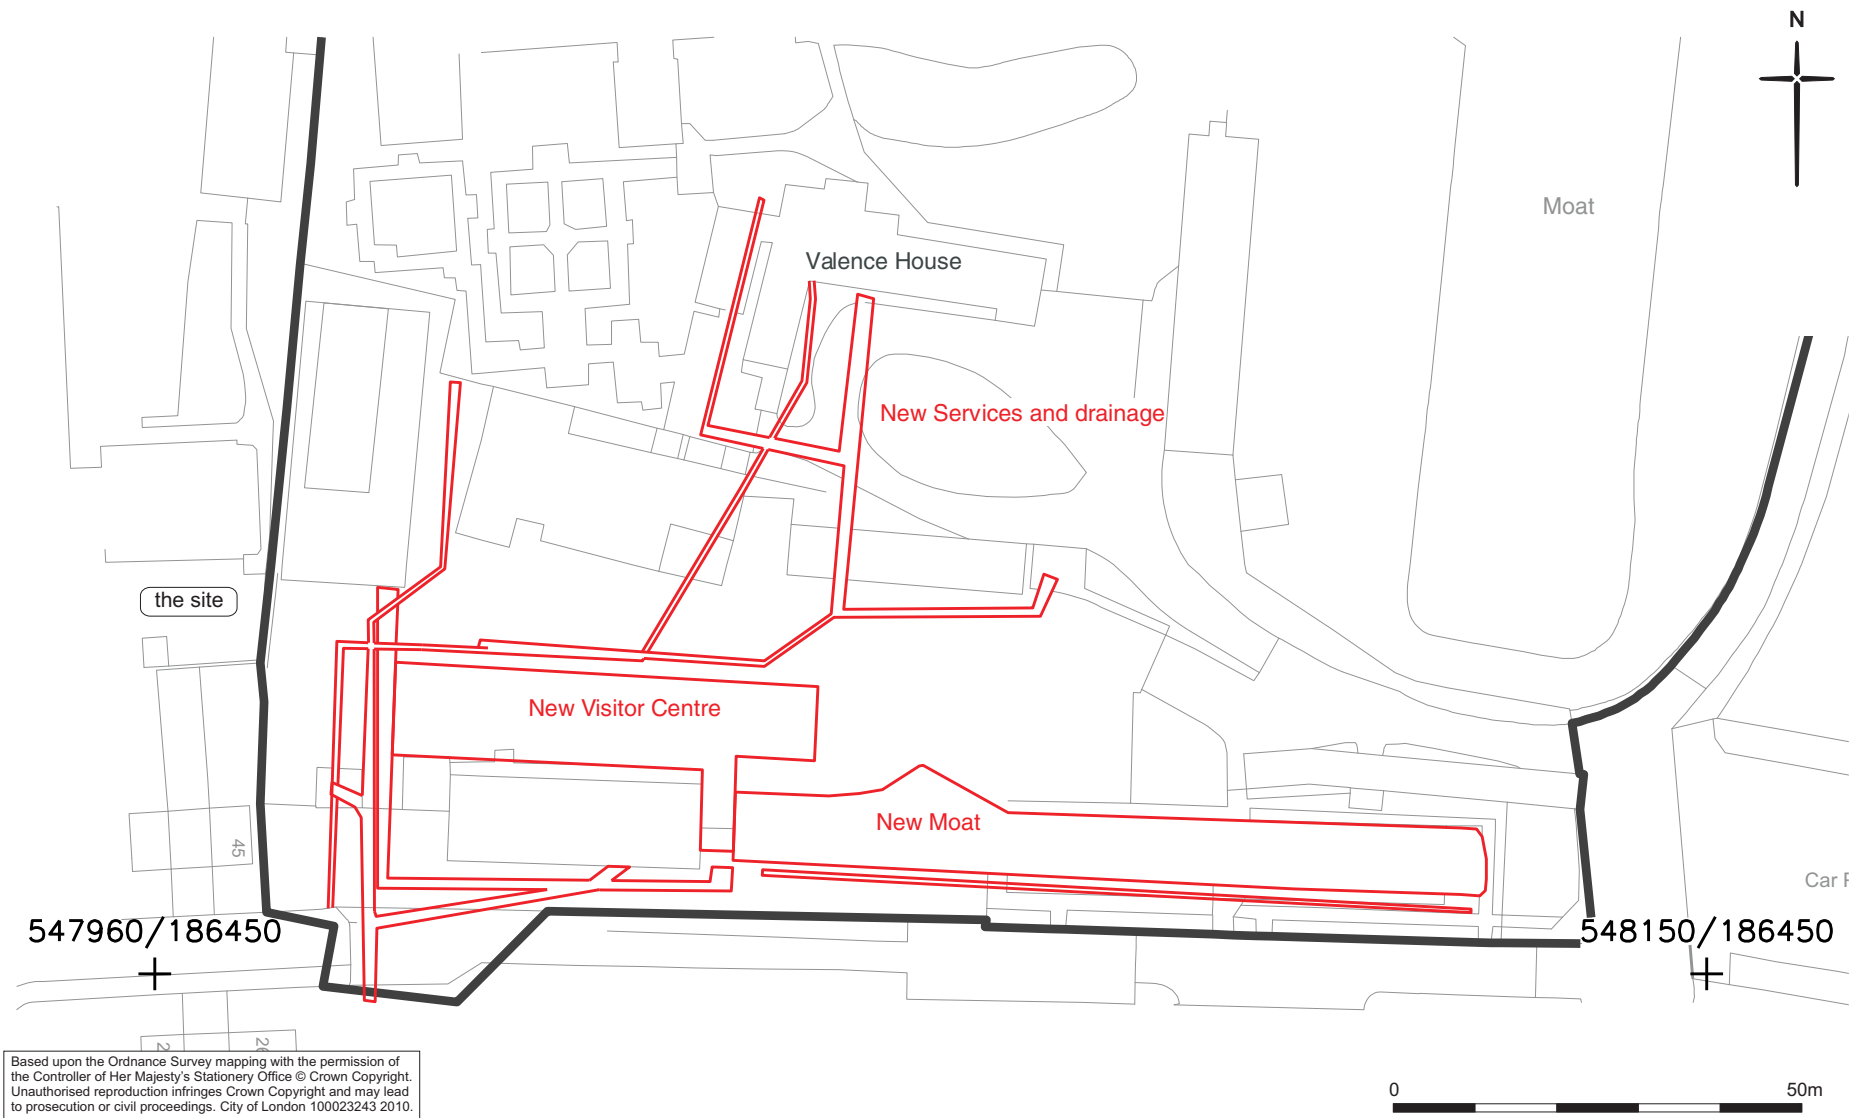 N
Moat
Valence House
New Services and drainage
the site
New Visitor Centre
New Moat
45
Car
547960/186450
548150/186450
Based upon the Ordnance Survey mapping with the permission of
the Controller of Her Majesty's Stationery Office © Crown Copyright.
Unauthorised reproduction infringes Crown Copyright and may lead
to prosecution or civil proceedings. City of London 100023243 2010.
0 50m